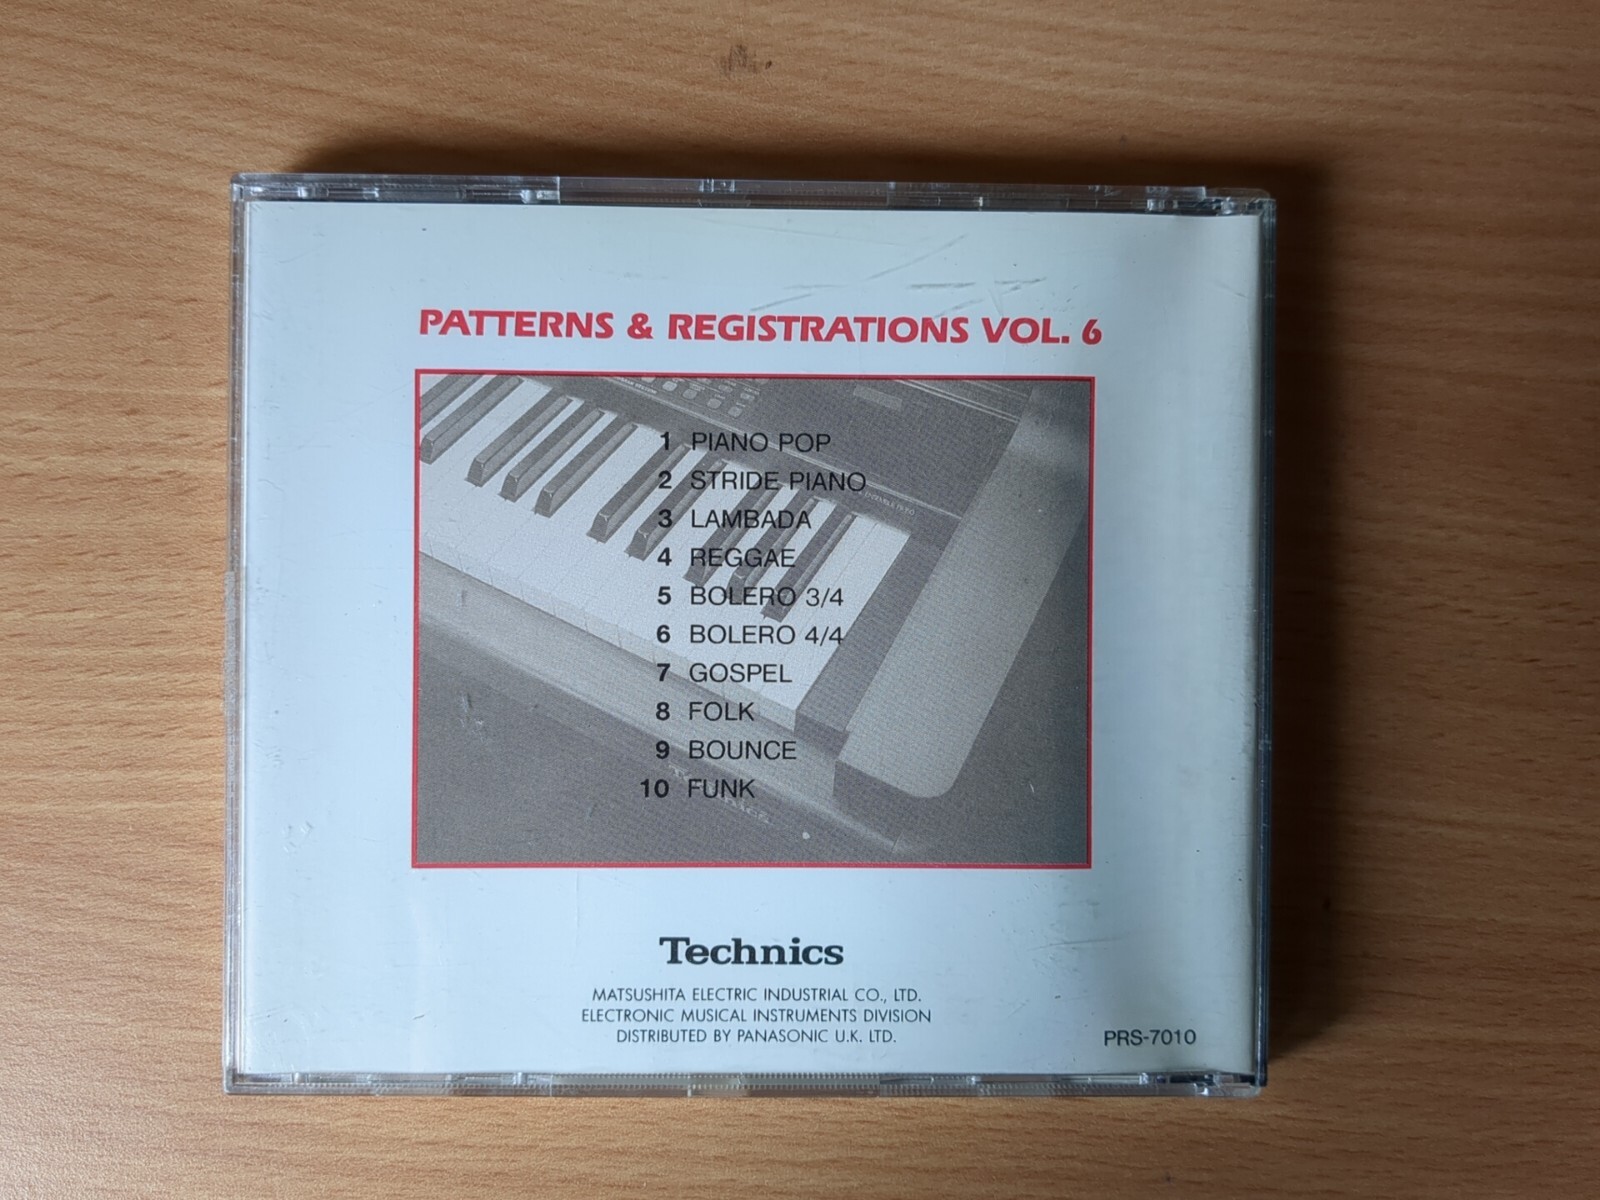 PATTERNS & REGISTRATIONS VOL. 6
1 PIANO POP
2 STRIDE PIANO
3 LAMBADA
4 REGGAE
5 BOLERO 3/4
6 BOLERO 4/4
7 GOSPEL
8 FOLK
9 BOUNCE
10 FUNK
Technics
MATSUSHITA ELECTRIC INDUSTRIAL CO., LTD.
ELECTRONIC MUSICAL INSTRUMENTS DIVISION
DISTRIBUTED BY PANASONIC U.K. LTD.
PRS-7010